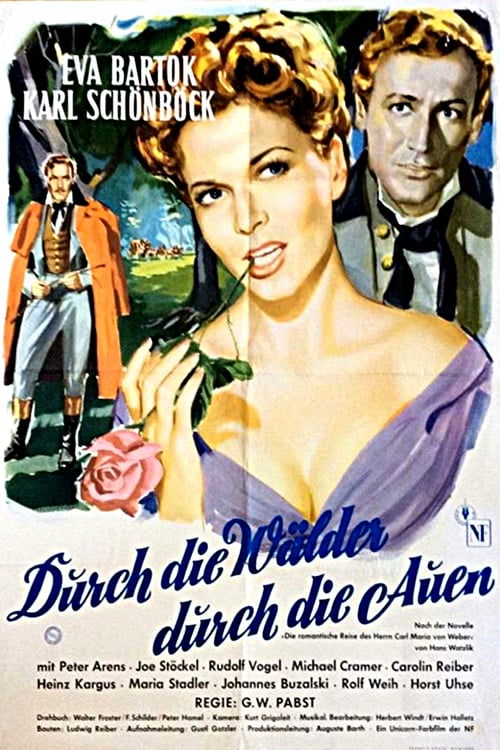 EVA BARTOK
KARL SCHÖNBÖCK
NF
Durch die Wälder
durch die Auen
Nach der Novelle
»Die romantische Reise des Herrn Carl Maria von Weber«
von Hans Watzlik
mit Peter Arens · Joe Stöckel · Rudolf Vogel · Michael Cramer · Carolin Reiber
Heinz Kargus · Maria Stadler · Johannes Buzalski · Rolf Weih · Horst Uhse
REGIE: G.W. PABST
Drehbuch: Walter Forster / F. Schilder / Peter Hamel · Kamera: Kurt Grigoleit · Musikal. Bearbeitung: Herbert Windt / Erwin Halletz
Bauten: Ludwig Reiber · Aufnahmeleitung: Gustl Gotzler · Produktionsleitung: Auguste Barth · Ein Unicorn-Farbfilm der NF